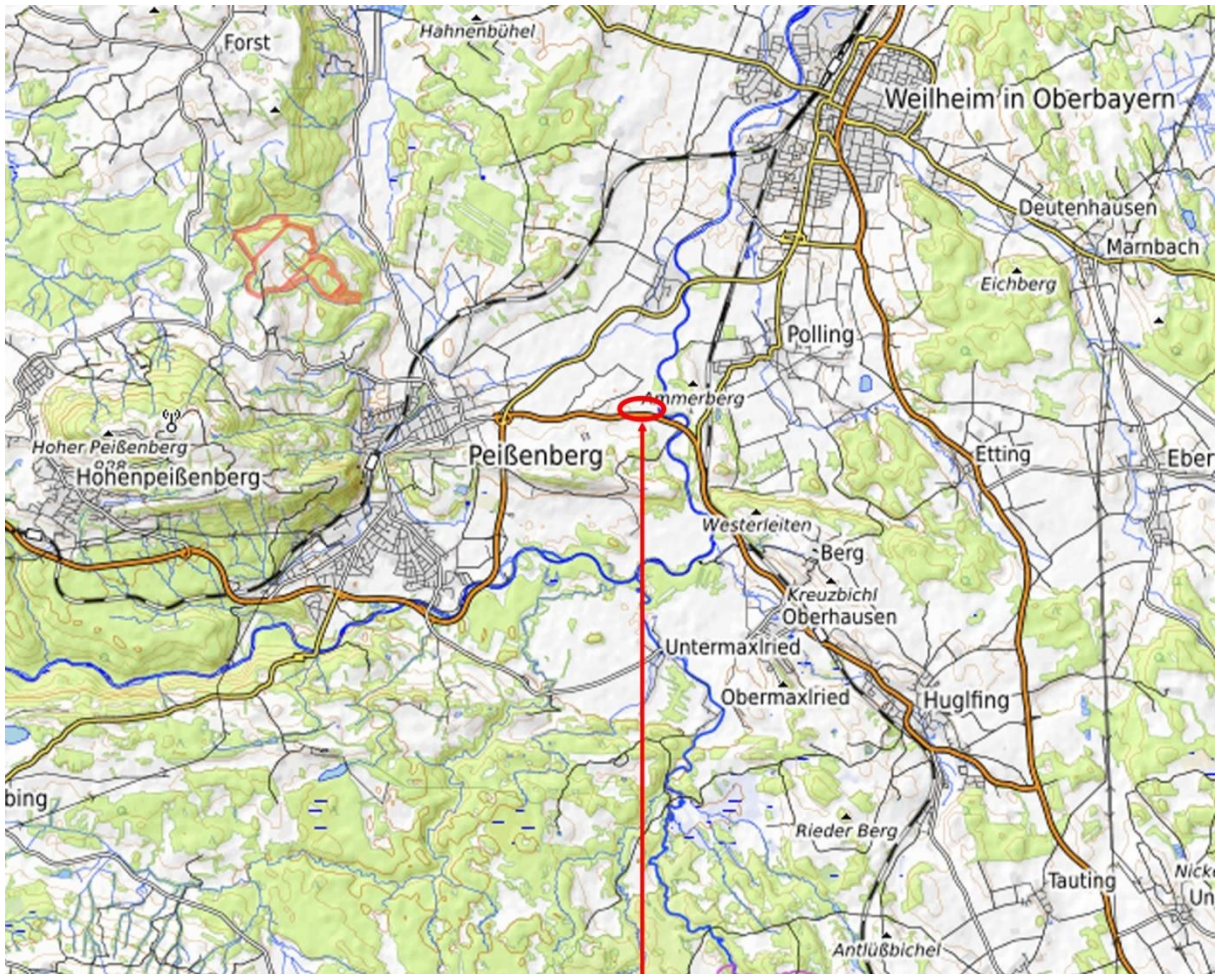 Hahnenbühel
Forst
Weilheim in Oberbayern
Deutenhausen
Marnbach
Eichberg
Polling
Ammerberg
Hoher Peißenberg
Peißenberg
Etting
Eber
Hohenpeißenberg
Westerleiten
Berg
Kreuzbichl
Oberhausen
Untermaxlried
Obermaxlried
Huglfing
bing
Rieder Berg
Tauting
Nicke
Un
Antlüßbichel